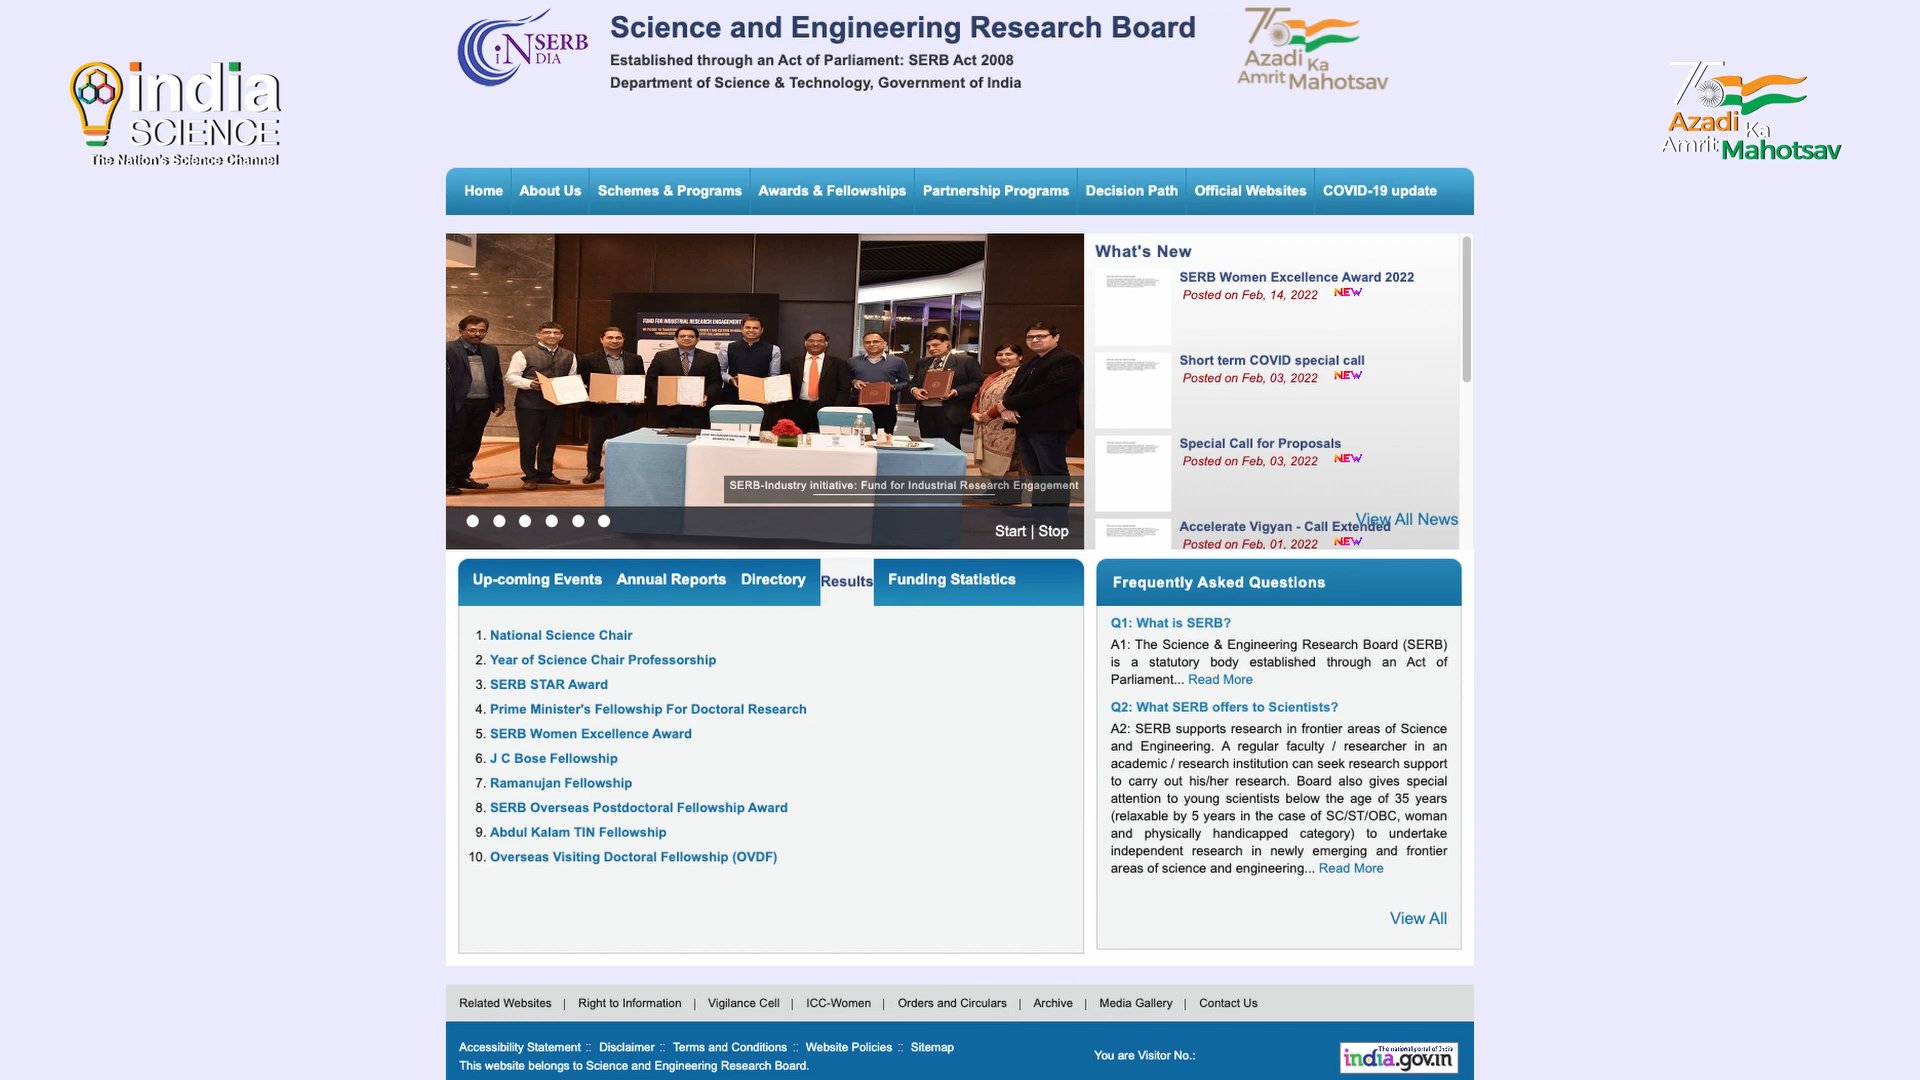 iNSERB
DIA
Science and Engineering Research Board
Established through an Act of Parliament: SERB Act 2008
Department of Science & Technology, Government of India
75
Azadi Ka
Amrit Mahotsav
india
SCIENCE
The Nation's Science Channel
75
Azadi Ka
Amrit Mahotsav
Home About Us Schemes & Programs Awards & Fellowships Partnership Programs Decision Path Official Websites COVID-19 update
FUND FOR INDUSTRIAL RESEARCH ENGAGEMENT
SERB-Industry initiative: Fund for Industrial Research Engagement
Start | Stop
What's New
SERB Women Excellence Award 2022
Posted on Feb, 14, 2022 NEW
Short term COVID special call
Posted on Feb, 03, 2022 NEW
Special Call for Proposals
Posted on Feb, 03, 2022 NEW
Accelerate Vigyan - Call Extended
Posted on Feb, 01, 2022 NEW
View All News
Up-coming Events Annual Reports Directory Results Funding Statistics
1. National Science Chair
2. Year of Science Chair Professorship
3. SERB STAR Award
4. Prime Minister's Fellowship For Doctoral Research
5. SERB Women Excellence Award
6. J C Bose Fellowship
7. Ramanujan Fellowship
8. SERB Overseas Postdoctoral Fellowship Award
9. Abdul Kalam TIN Fellowship
10. Overseas Visiting Doctoral Fellowship (OVDF)
Frequently Asked Questions
Q1: What is SERB?
A1: The Science & Engineering Research Board (SERB)
is a statutory body established through an Act of
Parliament... Read More
Q2: What SERB offers to Scientists?
A2: SERB supports research in frontier areas of Science
and Engineering. A regular faculty / researcher in an
academic / research institution can seek research support
to carry out his/her research. Board also gives special
attention to young scientists below the age of 35 years
(relaxable by 5 years in the case of SC/ST/OBC, woman
and physically handicapped category) to undertake
independent research in newly emerging and frontier
areas of science and engineering... Read More
View All
Related Websites | Right to Information | Vigilance Cell | ICC-Women | Orders and Circulars | Archive | Media Gallery | Contact Us
Accessibility Statement :: Disclaimer :: Terms and Conditions :: Website Policies :: Sitemap
This website belongs to Science and Engineering Research Board.
You are Visitor No.:
The national portal of India
india.gov.in